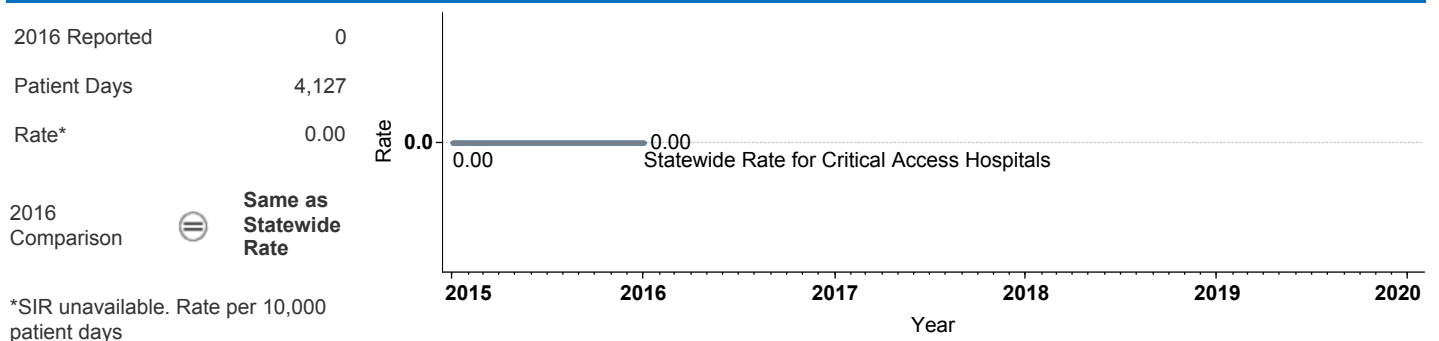 2016 Reported 0
Patient Days 4,127
Rate* 0.00
2016
Comparison
Same as
Statewide
Rate
*SIR unavailable. Rate per 10,000
patient days
Rate
0.0
0.00
0.00
Statewide Rate for Critical Access Hospitals
2015 2016 2017 2018 2019 2020
Year